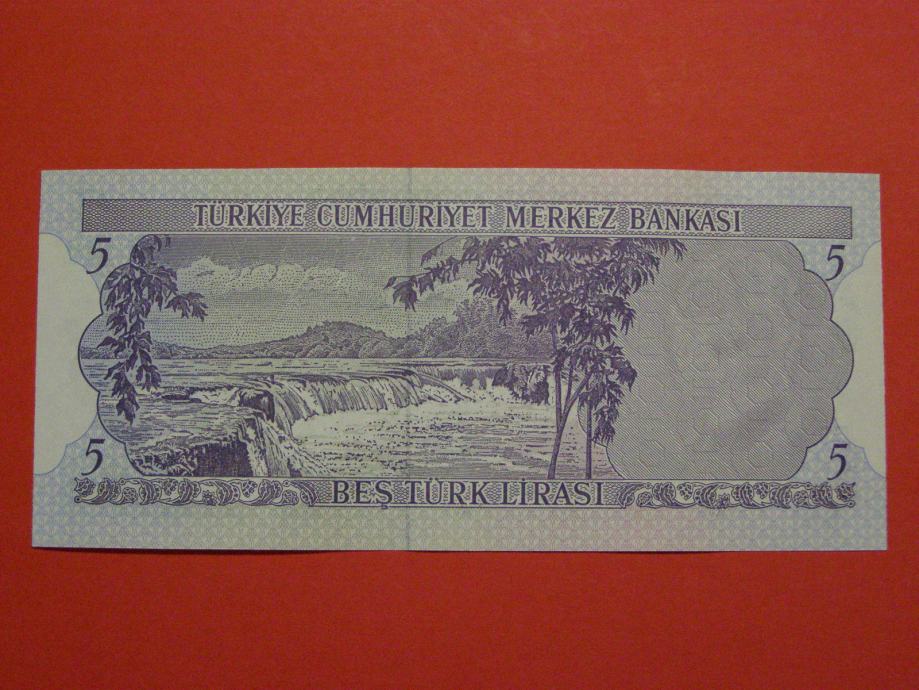 TÜRKİYE CUMHURİYET MERKEZ BANKASI
5 5
5 5
BEŞ TÜRK LİRASI